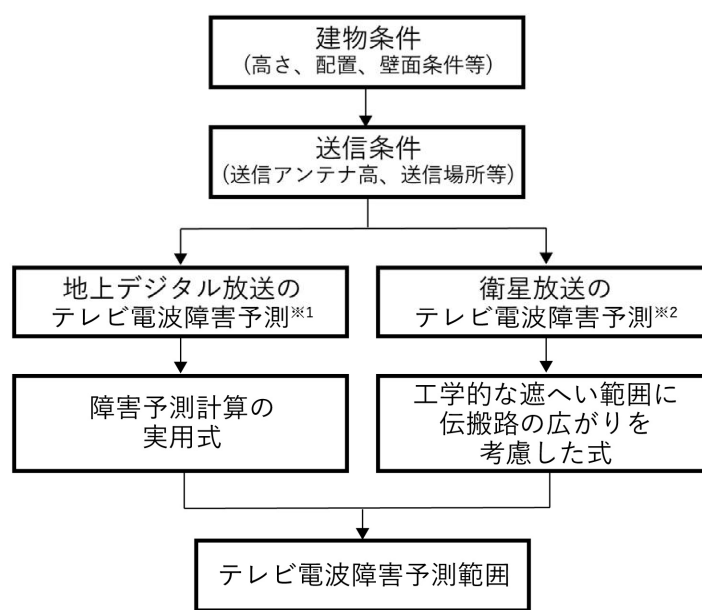 建物条件
(高さ、配置、壁面条件等)
送信条件
(送信アンテナ高、送信場所等)
地上デジタル放送の
テレビ電波障害予測※1
衛星放送の
テレビ電波障害予測※2
障害予測計算の
実用式
工学的な遮へい範囲に
伝搬路の広がりを
考慮した式
テレビ電波障害予測範囲